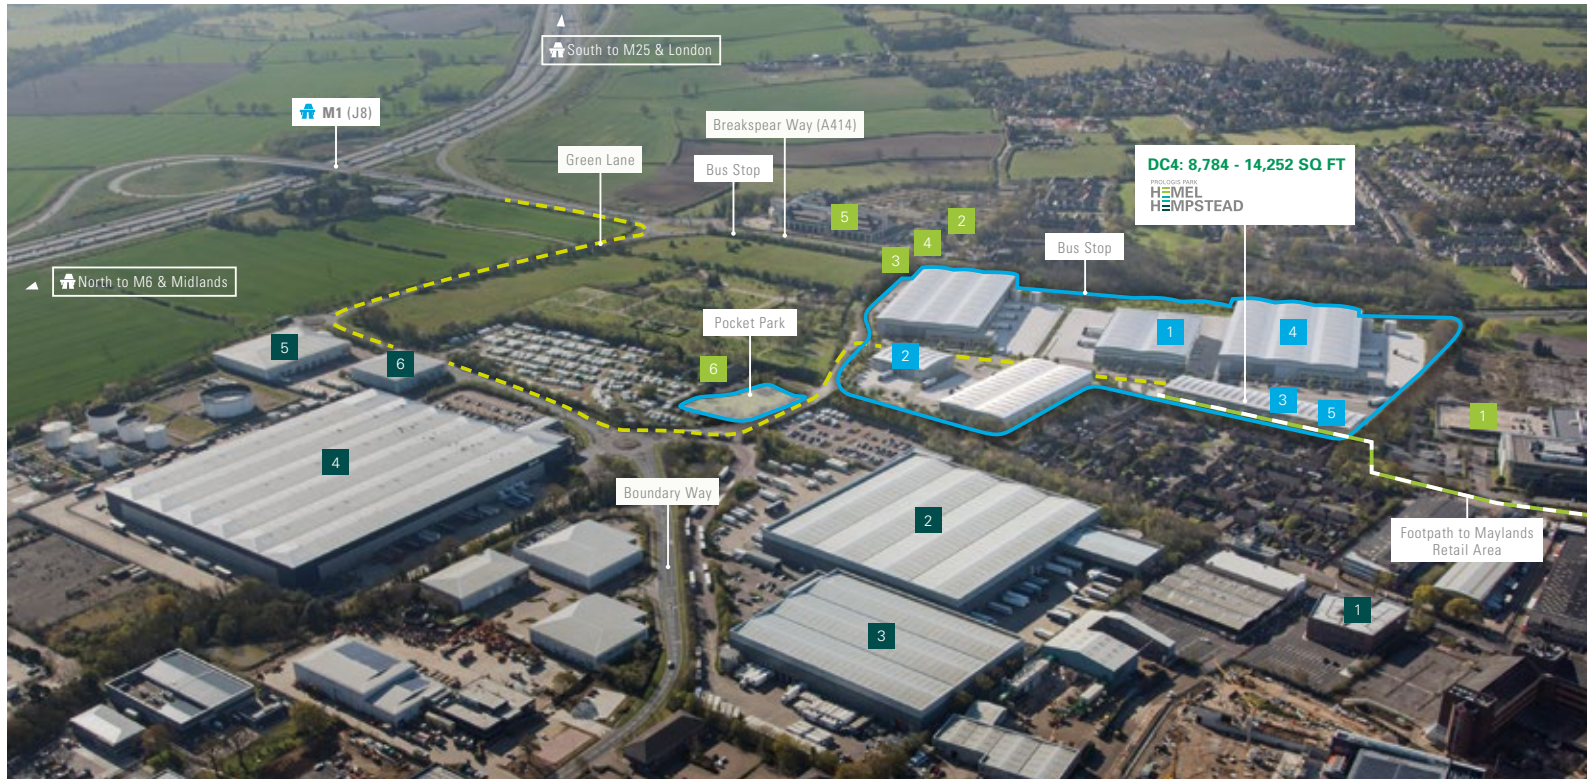 South to M25 & London
M1 (J8)
Breakspear Way (A414)
Green Lane
Bus Stop
DC4: 8,784 - 14,252 SQ FT
PROLOGIS PARK
HEMEL
HEMPSTEAD
5
2
4
3
Bus Stop
North to M6 & Midlands
Pocket Park
1
4
5
6
2
6
3
5
1
4
Boundary Way
2
Footpath to Maylands
Retail Area
3
1